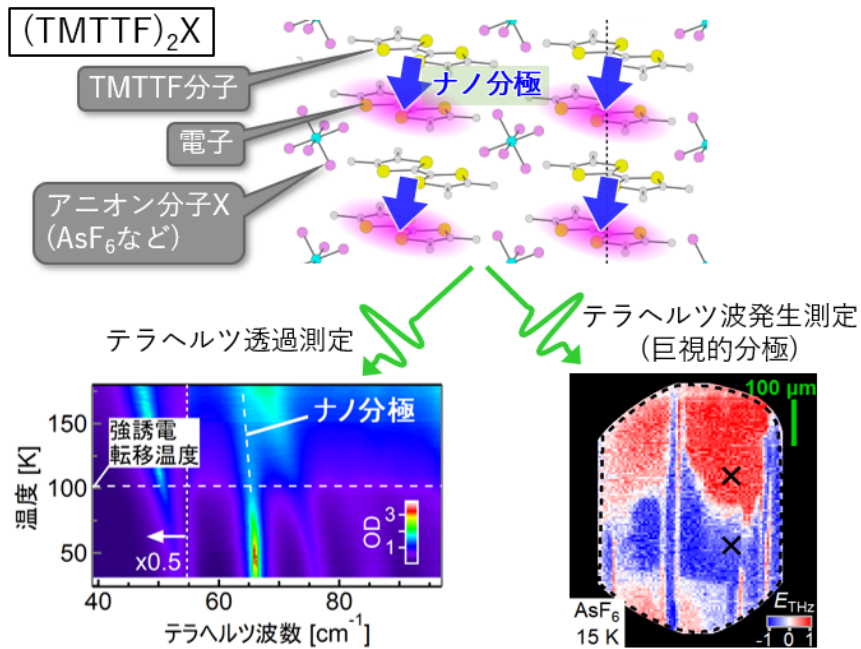 (TMTTF)₂X
TMTTF分子
ナノ分極
電子
アニオン分子X
(AsF₆など)
テラヘルツ透過測定
テラヘルツ波発生測定
(巨視的分極)
ナノ分極
強誘電
転移温度
温度 [K]
150
100
50
x0.5
OD
3
1
40
60
80
テラヘルツ波数 [cm⁻¹]
100 μm
AsF₆
15 K
E_THz
-1 0 1